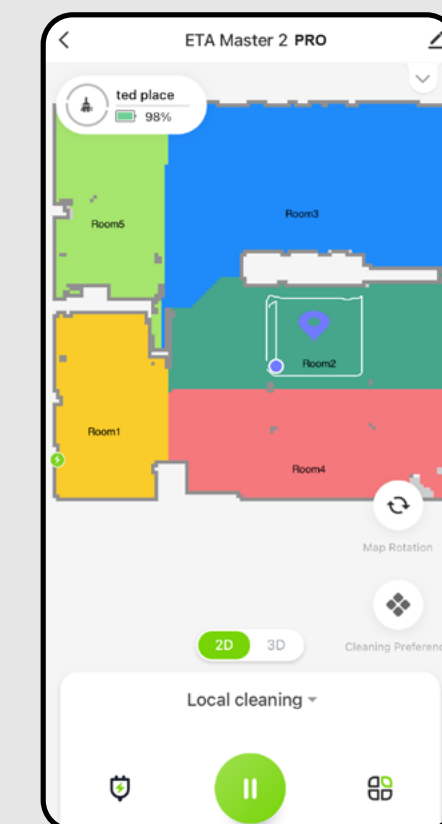 ETA Master 2 PRO
ted place
98%
Room5
Room3
Room2
Room1
Room4
Map Rotation
2D 3D
Cleaning Preferenc
Local cleaning